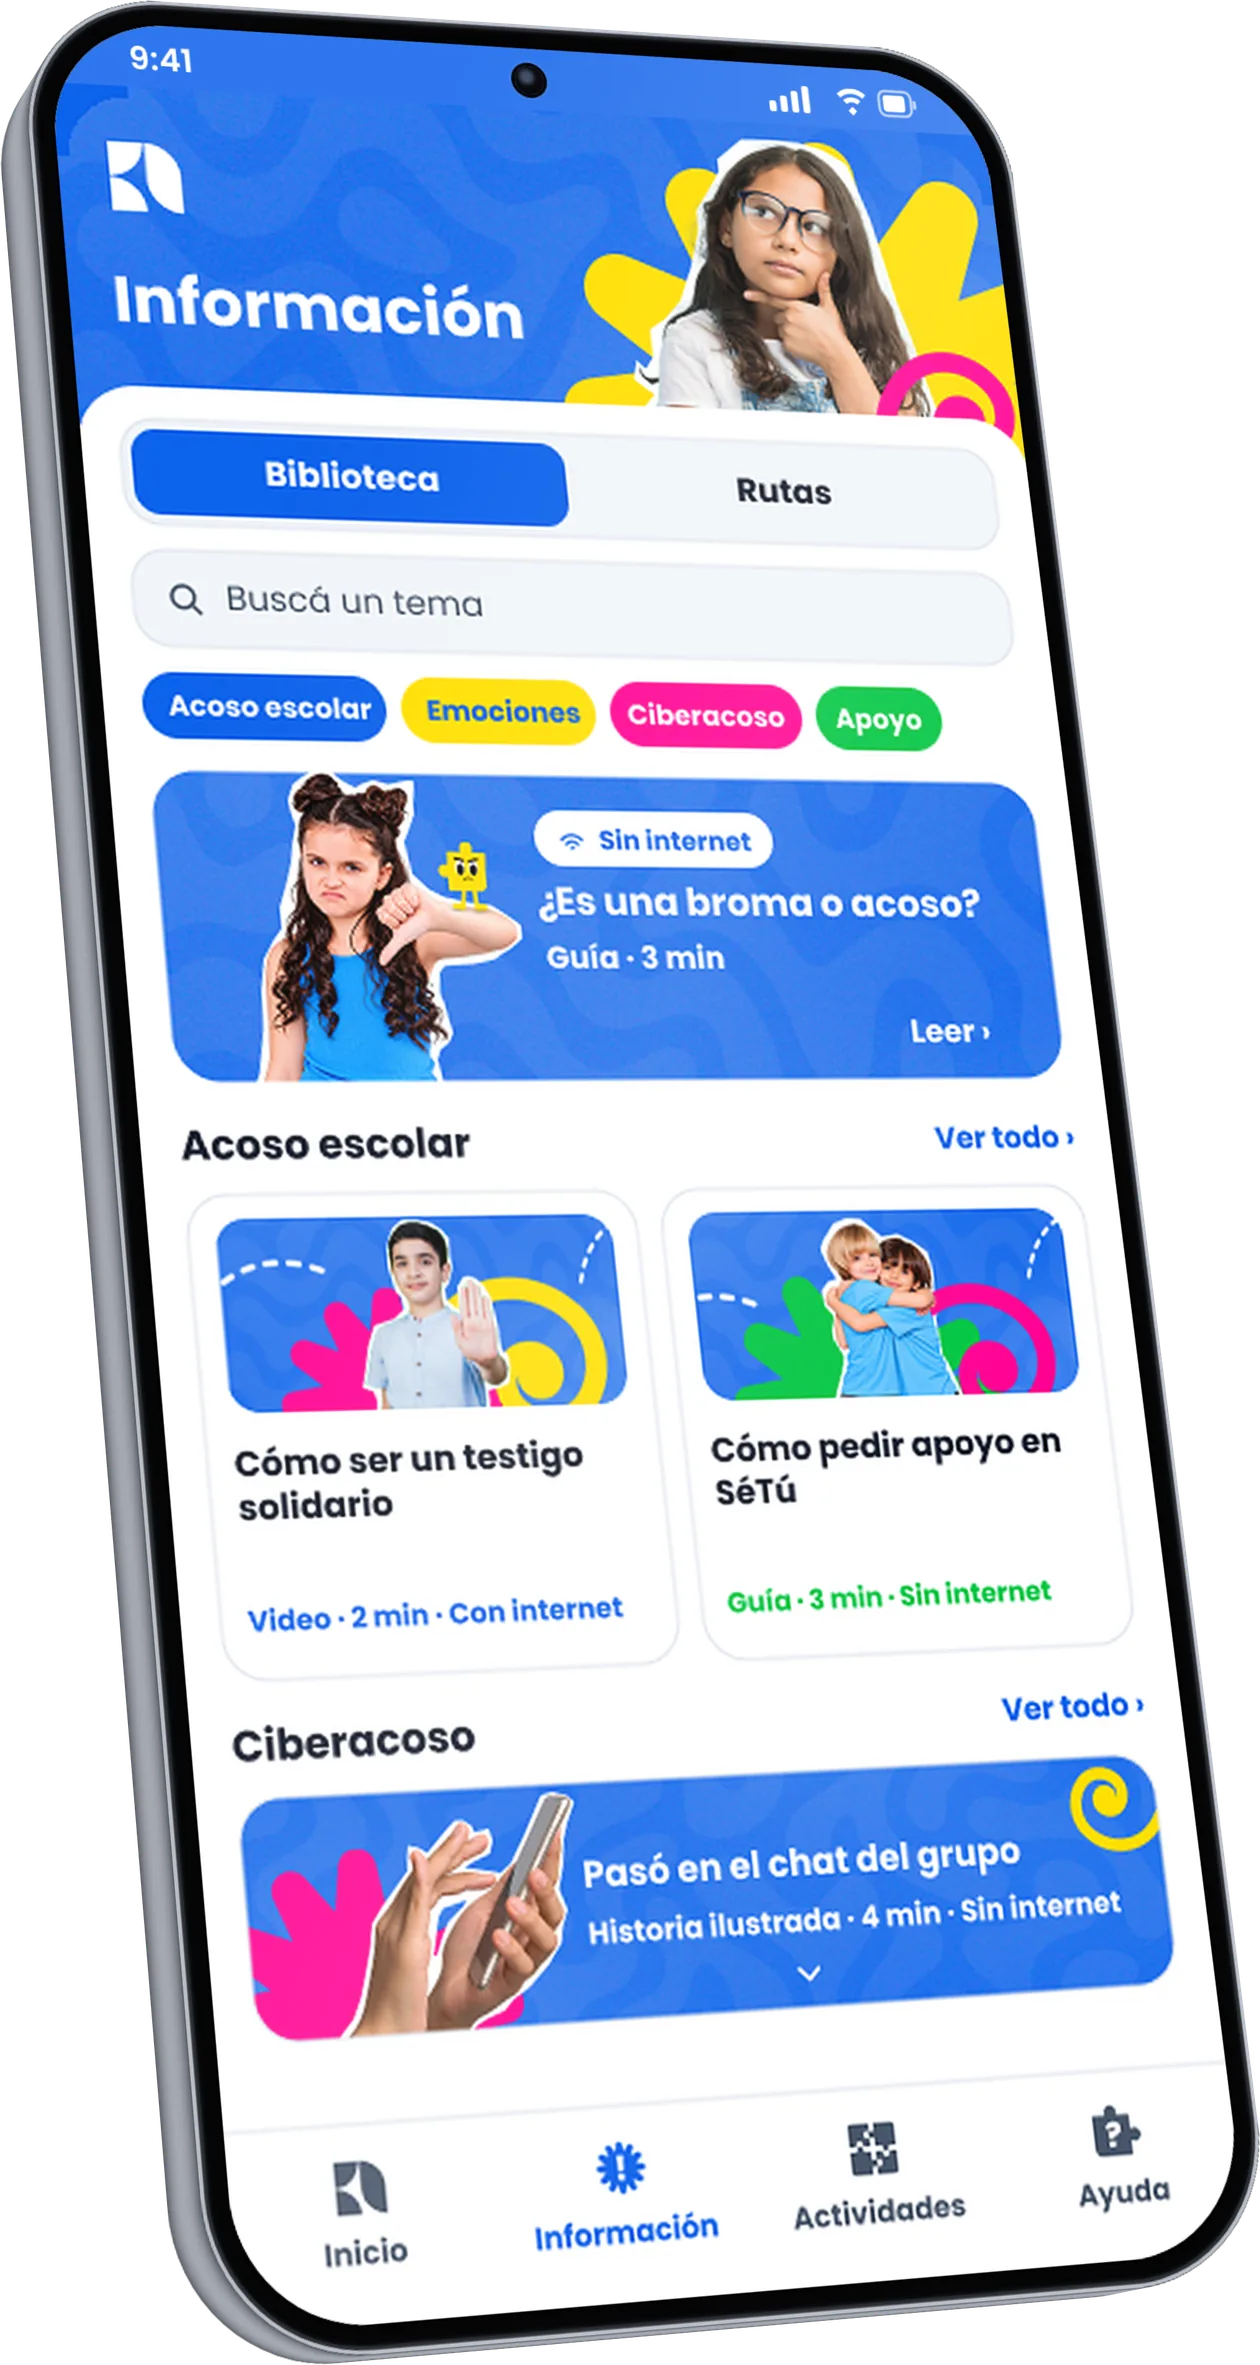 9:41
Información
Biblioteca
Rutas
Buscá un tema
Acoso escolar
Emociones
Ciberacoso
Apoyo
Sin internet
¿Es una broma o acoso?
Guía · 3 min
Leer ›
Acoso escolar
Ver todo ›
Cómo ser un testigo
solidario
Video · 2 min · Con internet
Cómo pedir apoyo en
SéTú
Guía · 3 min · Sin internet
Ciberacoso
Ver todo ›
Pasó en el chat del grupo
Historia ilustrada · 4 min · Sin internet
Inicio
Información
Actividades
Ayuda